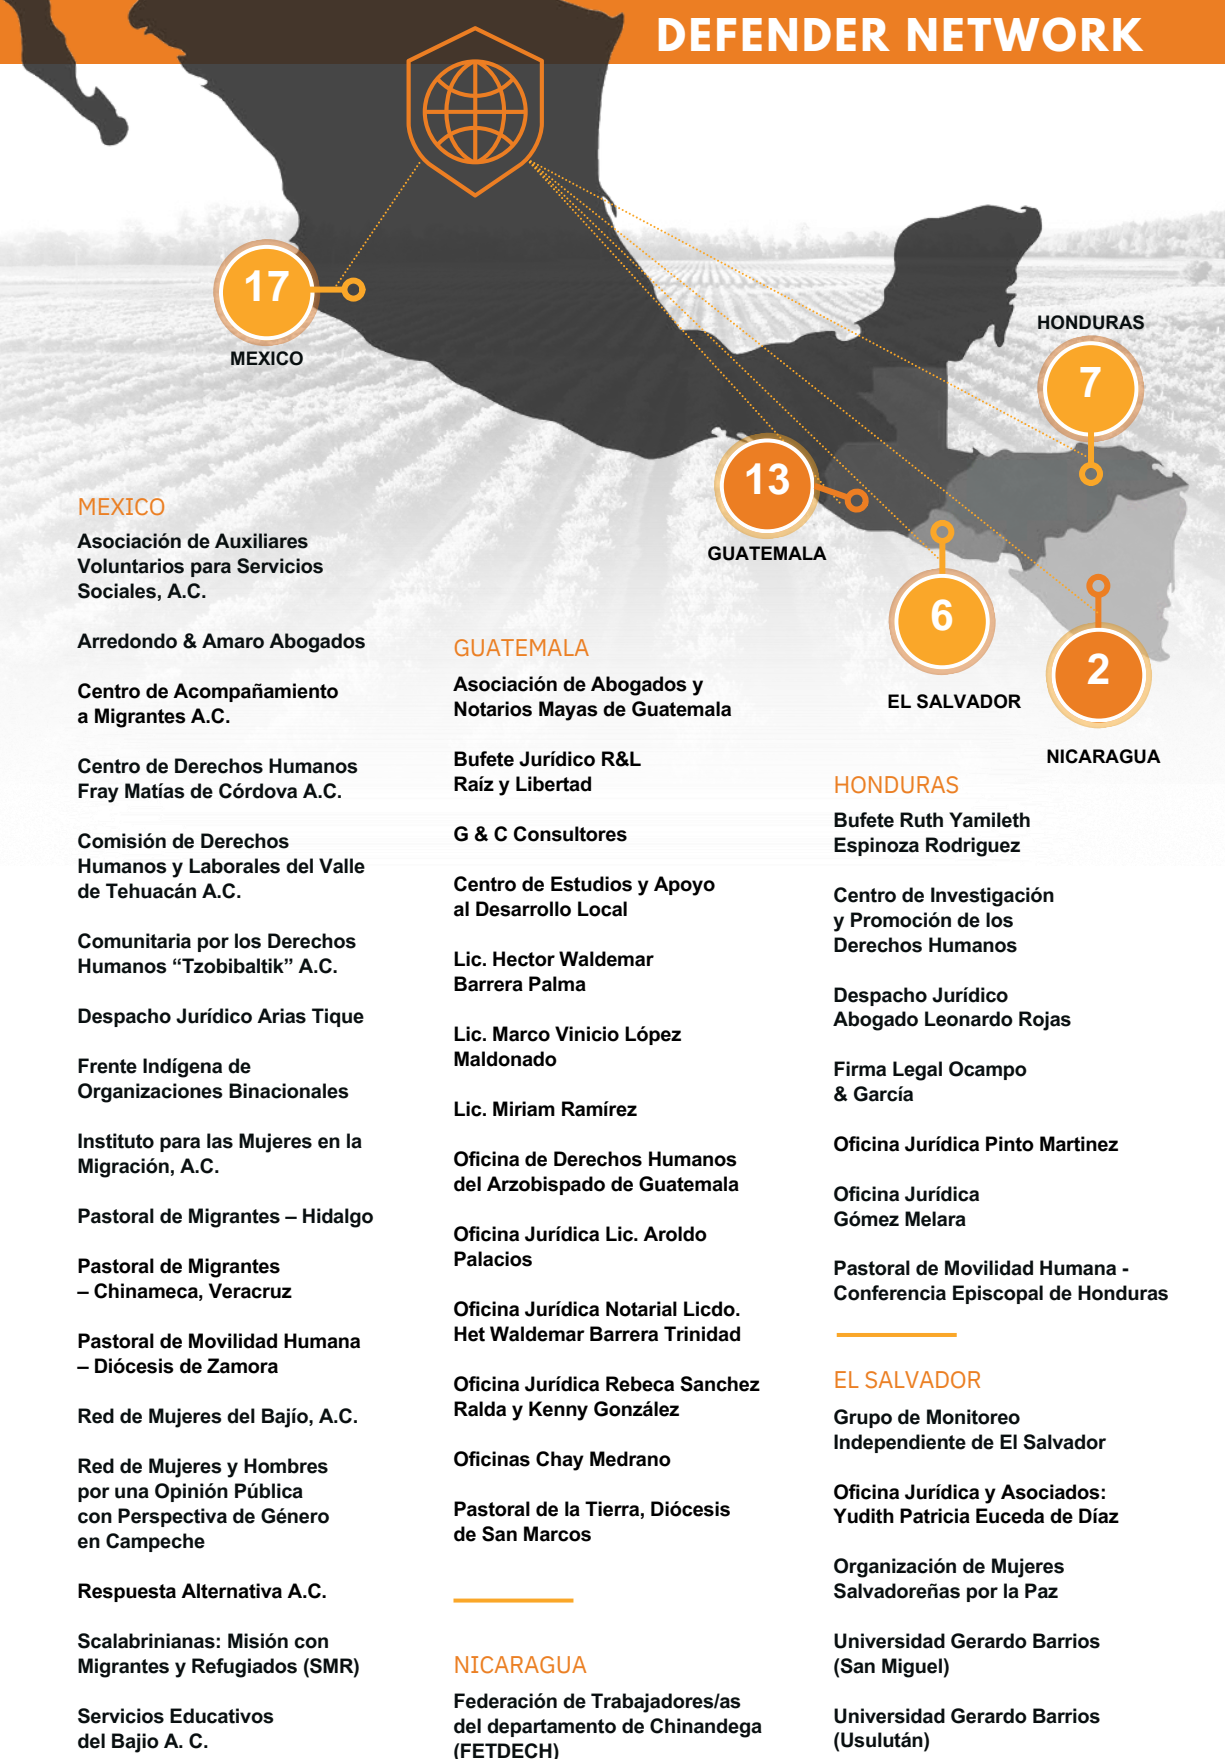 DEFENDER NETWORK
17
MEXICO
HONDURAS
7
13
GUATEMALA
6
EL SALVADOR
2
NICARAGUA
MEXICO
Asociación de Auxiliares
Voluntarios para Servicios
Sociales, A.C.
Arredondo & Amaro Abogados
Centro de Acompañamiento
a Migrantes A.C.
Centro de Derechos Humanos
Fray Matías de Córdova A.C.
Comisión de Derechos
Humanos y Laborales del Valle
de Tehuacán A.C.
Comunitaria por los Derechos
Humanos “Tzobibaltik” A.C.
Despacho Jurídico Arias Tique
Frente Indígena de
Organizaciones Binacionales
Instituto para las Mujeres en la
Migración, A.C.
Pastoral de Migrantes – Hidalgo
Pastoral de Migrantes
– Chinameca, Veracruz
Pastoral de Movilidad Humana
– Diócesis de Zamora
Red de Mujeres del Bajío, A.C.
Red de Mujeres y Hombres
por una Opinión Pública
con Perspectiva de Género
en Campeche
Respuesta Alternativa A.C.
Scalabrinianas: Misión con
Migrantes y Refugiados (SMR)
Servicios Educativos
del Bajio A. C.
GUATEMALA
Asociación de Abogados y
Notarios Mayas de Guatemala
Bufete Jurídico R&L
Raíz y Libertad
G & C Consultores
Centro de Estudios y Apoyo
al Desarrollo Local
Lic. Hector Waldemar
Barrera Palma
Lic. Marco Vinicio López
Maldonado
Lic. Miriam Ramírez
Oficina de Derechos Humanos
del Arzobispado de Guatemala
Oficina Jurídica Lic. Aroldo
Palacios
Oficina Jurídica Notarial Licdo.
Het Waldemar Barrera Trinidad
Oficina Jurídica Rebeca Sanchez
Ralda y Kenny González
Oficinas Chay Medrano
Pastoral de la Tierra, Diócesis
de San Marcos
NICARAGUA
Federación de Trabajadores/as
del departamento de Chinandega
(FETDECH)
HONDURAS
Bufete Ruth Yamileth
Espinoza Rodriguez
Centro de Investigación
y Promoción de los
Derechos Humanos
Despacho Jurídico
Abogado Leonardo Rojas
Firma Legal Ocampo
& García
Oficina Jurídica Pinto Martinez
Oficina Jurídica
Gómez Melara
Pastoral de Movilidad Humana -
Conferencia Episcopal de Honduras
EL SALVADOR
Grupo de Monitoreo
Independiente de El Salvador
Oficina Jurídica y Asociados:
Yudith Patricia Euceda de Díaz
Organización de Mujeres
Salvadoreñas por la Paz
Universidad Gerardo Barrios
(San Miguel)
Universidad Gerardo Barrios
(Usulután)